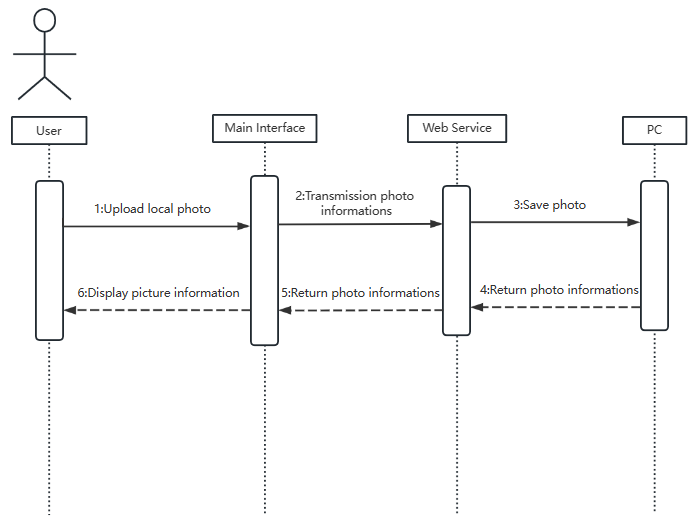 User
Main Interface
Web Service
PC
1:Upload local photo
2:Transmission photo
informations
3:Save photo
6:Display picture information
5:Return photo informations
4:Return photo informations